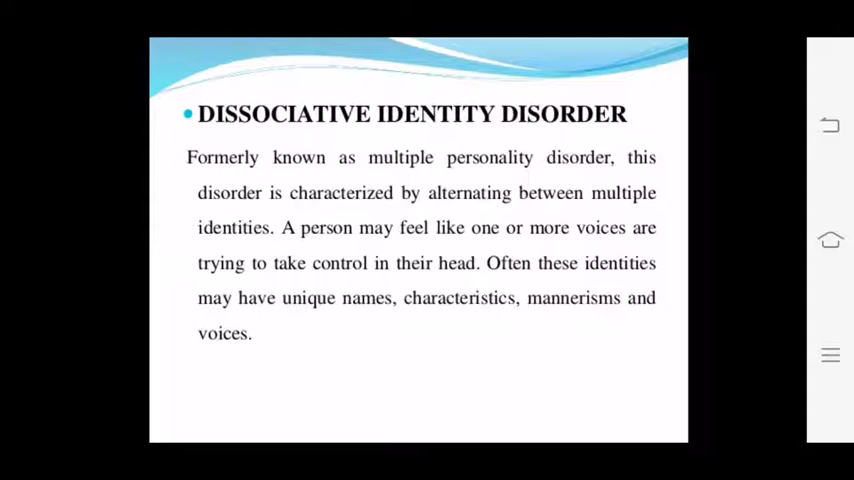 • DISSOCIATIVE IDENTITY DISORDER
Formerly known as multiple personality disorder, this
disorder is characterized by alternating between multiple
identities. A person may feel like one or more voices are
trying to take control in their head. Often these identities
may have unique names, characteristics, mannerisms and
voices.